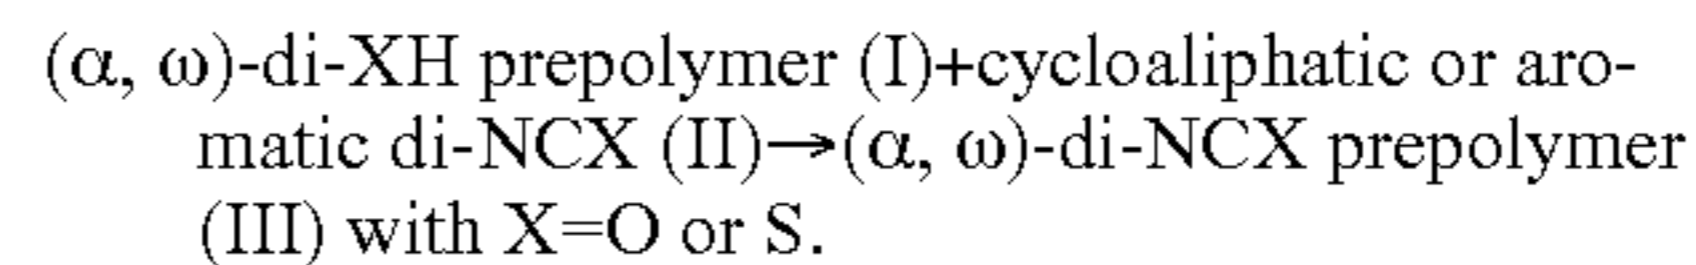 (α, ω)-di-XH prepolymer (I)+cycloaliphatic or aro-
matic di-NCX (II)→(α, ω)-di-NCX prepolymer
(III) with X=O or S.